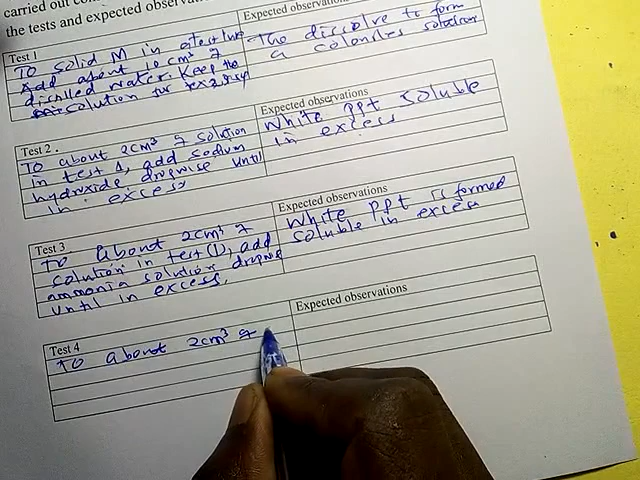 carried out con
the tests and expected observa
Expected observations
Test 1
To solid M in a test tube
Add about 10 cm³ of
distilled water. Keep the
solution for
The dissolve to form
a colourless solution
Test 2.
Expected observations
To about 2cm³ of solution
in test 1, add sodium
hydroxide dropwise until
in excess
White ppt soluble
in excess
Test 3
Expected observations
To about 2cm³ of
solution in test (1), add
ammonia solution dropwise
until in excess.
White ppt is formed
soluble in excess
Test 4
Expected observations
To about 2cm³ of